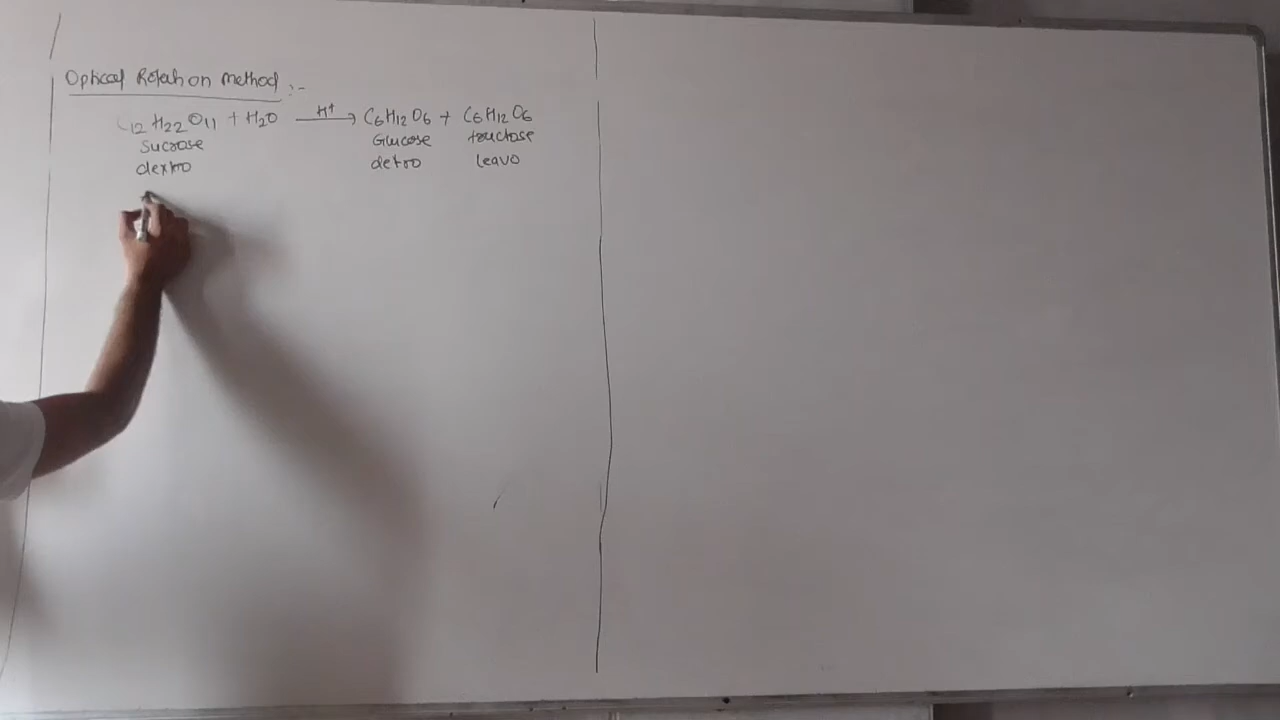 Optical Rotation method :-
C12 H22 O11 + H2O H+ → C6H12O6 + C6H12O6
Sucrose Glucose fructose
dextro detro leavo